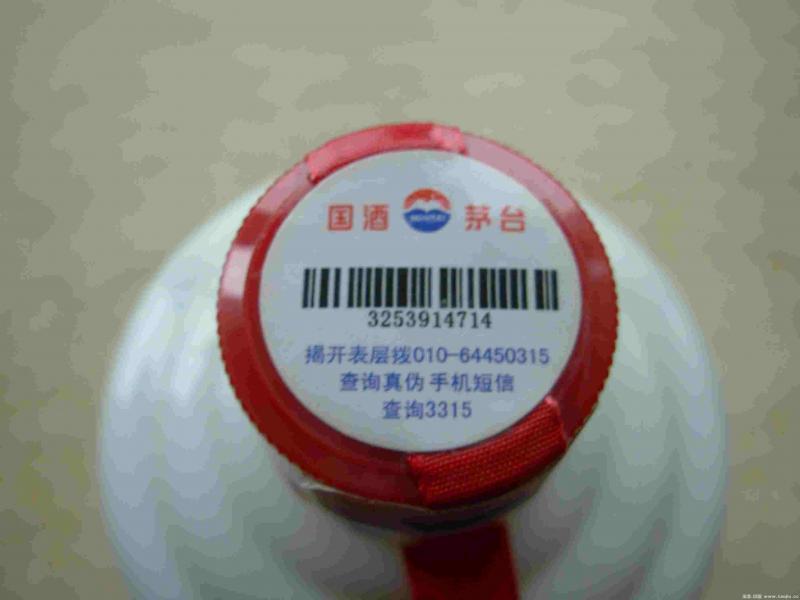 国酒 茅台
3253914714
揭开表层拨010-64450315
查询真伪 手机短信
查询3315